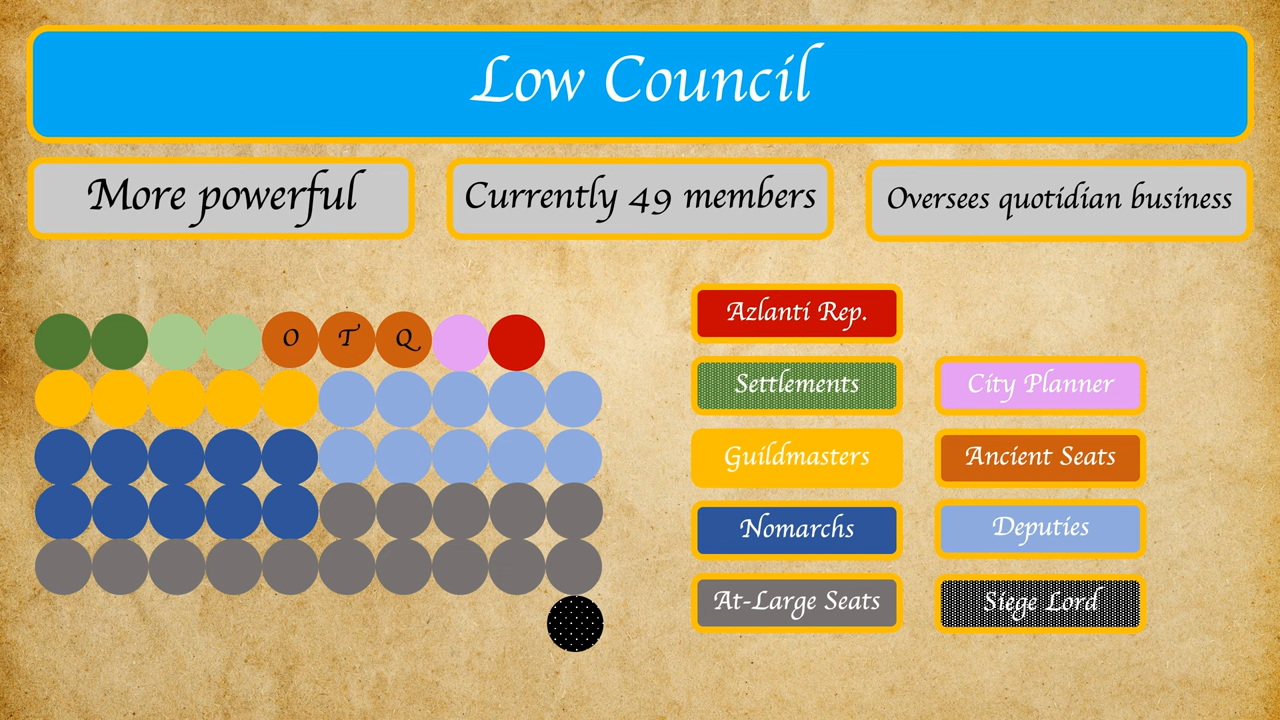 Low Council
More powerful
Currently 49 members
Oversees quotidian business
O T Q
Azlanti Rep.
Settlements
City Planner
Guildmasters
Ancient Seats
Nomarchs
Deputies
At-Large Seats
Siege Lord